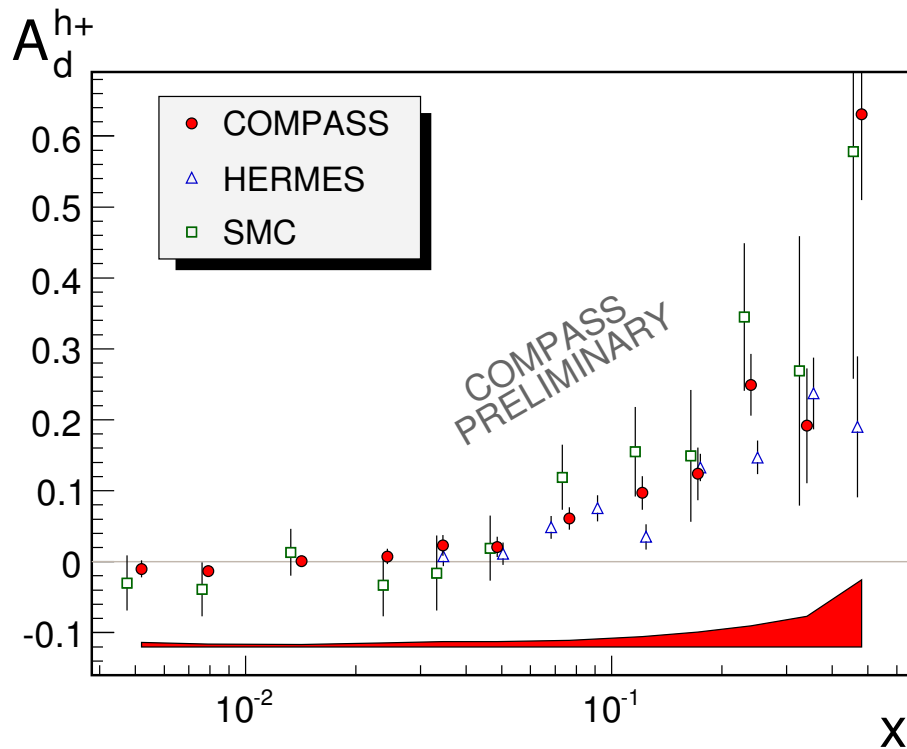 A_d^{h+}
COMPASS
HERMES
SMC
COMPASS
PRELIMINARY
0.6
0.5
0.4
0.3
0.2
0.1
0
-0.1
10^{-2}
10^{-1}
x